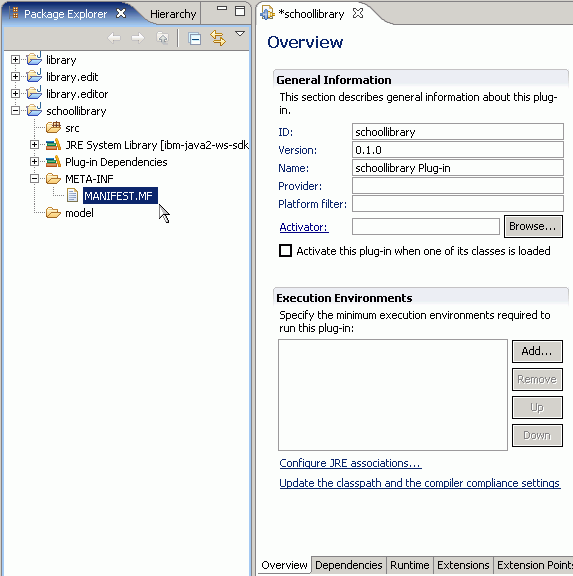 Package Explorer
Hierarchy
library
library.edit
library.editor
schoollibrary
src
JRE System Library [ibm-java2-ws-sdk
Plug-in Dependencies
META-INF
MANIFEST.MF
model
*schoollibrary
Overview
General Information
This section describes general information about this plug-
in.
ID: schoollibrary
Version: 0.1.0
Name: schoollibrary Plug-in
Provider:
Platform filter:
Activator: Browse...
Activate this plug-in when one of its classes is loaded
Execution Environments
Specify the minimum execution environments required to
run this plug-in:
Add...
Remove
Up
Down
Configure JRE associations...
Update the classpath and the compiler compliance settings
Overview Dependencies Runtime Extensions Extension Points